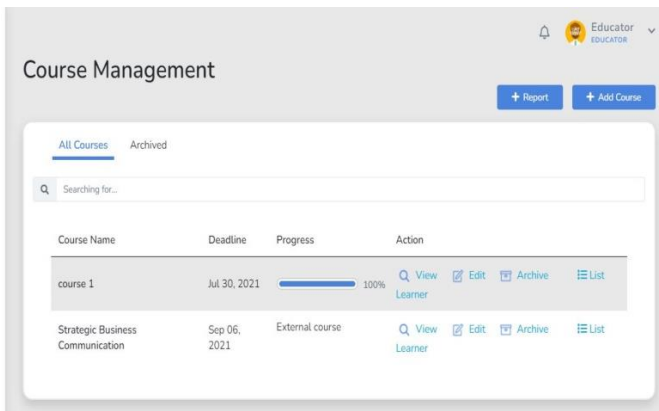 Educator
EDUCATOR
Course Management
+ Report
+ Add Course
All Courses Archived
Searching for...
Course Name Deadline Progress Action
course 1 Jul 30, 2021 100% View Edit Archive List
Learner
Strategic Business Sep 06, External course View Edit Archive List
Communication 2021 Learner